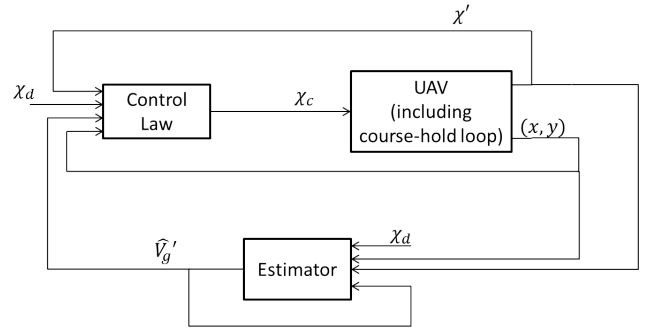 χ′
χ_d
Control
Law
χ_c
UAV
(including
course-hold loop)
(x, y)
V̂_g′
Estimator
χ_d